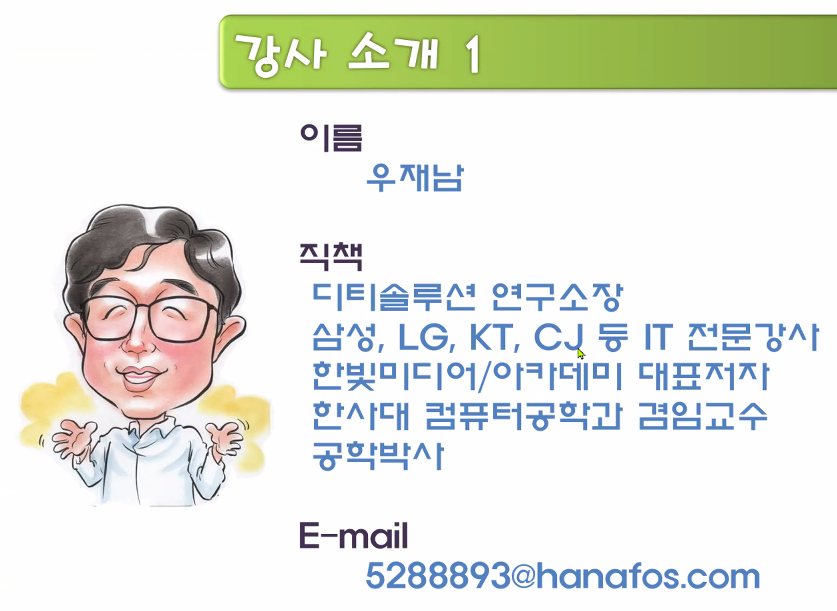 강사 소개 1
이름
우재남
직책
디티솔루션 연구소장
삼성, LG, KT, CJ 등 IT 전문강사
한빛미디어/아카데미 대표저자
한사대 컴퓨터공학과 겸임교수
공학박사
E-mail
5288893@hanafos.com